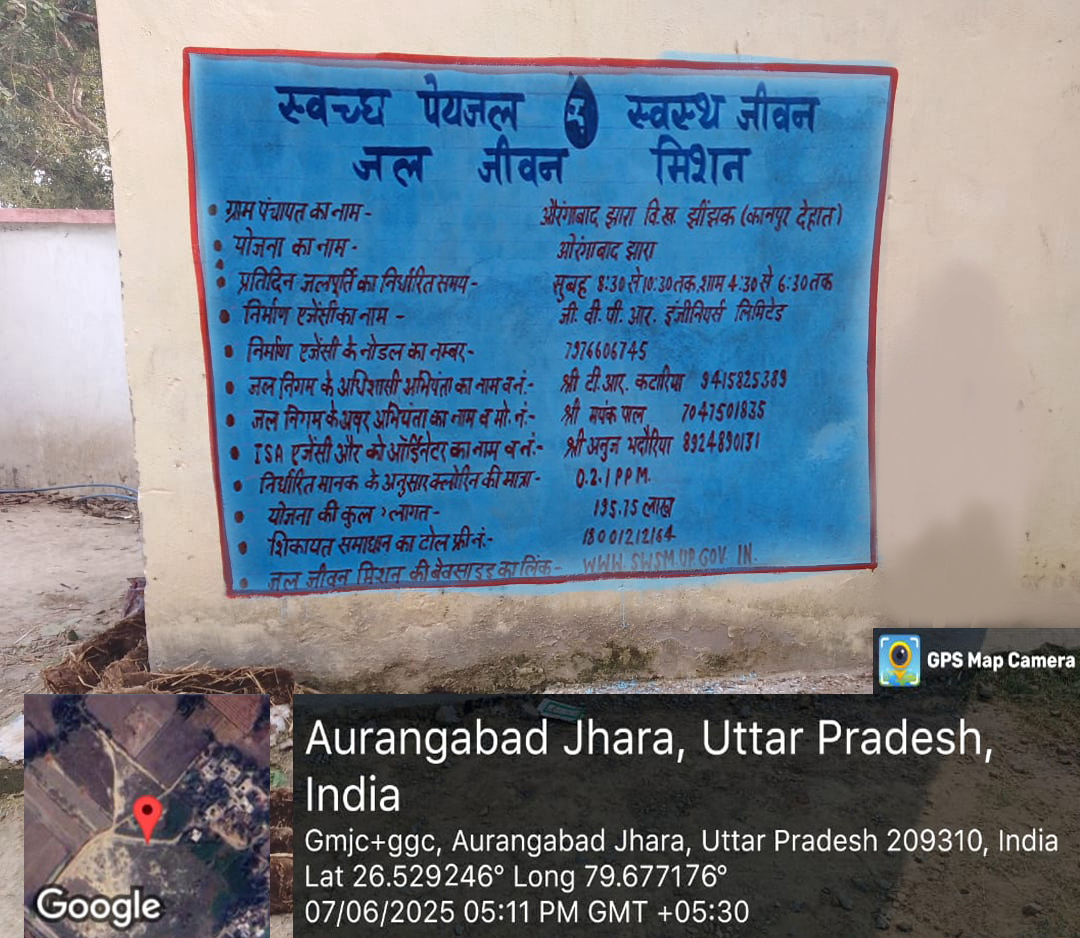 स्वच्छ पेयजल स्वस्थ जीवन
जल जीवन मिशन
• ग्राम पंचायत का नाम - औरंगाबाद झारा वि.ख. झींझक (कानपुर देहात)
• योजना का नाम - औरंगाबाद झारा
• प्रतिदिन जलपूर्ति का निर्धारित समय - सुबह 8:30 से 10:30 तक, शाम 4:30 से 6:30 तक
• निर्माण एजेंसी का नाम - जी. वी. पी. आर. इंजीनियर्स लिमिटेड
• निर्माण एजेंसी के नोडल का नम्बर - 7976606745
• जल निगम के अधिशासी अभियंता का नाम व नं.- श्री टी.आर. कटारिया 9415825389
• जल निगम के अवर अभियंता का नाम व मो. नं.- श्री मयंक पाल 7047501835
• ISA एजेंसी और को ऑर्डिनेटर का नाम व नं.- श्री अनुज भदौरिया 8924890131
• निर्धारित मानक के अनुसार क्लोरिन की मात्रा - 0.2.1 PPM.
• योजना की कुल लागत - 195.75 लाख
• शिकायत समाधान का टोल फ्री नं.- 18001212164
• जल जीवन मिशन की बेवसाइड का लिंक - WWW.SWSM.UP.GOV.IN.
GPS Map Camera
Aurangabad Jhara, Uttar Pradesh,
India
Gmjc+ggc, Aurangabad Jhara, Uttar Pradesh 209310, India
Lat 26.529246° Long 79.677176°
07/06/2025 05:11 PM GMT +05:30
Google